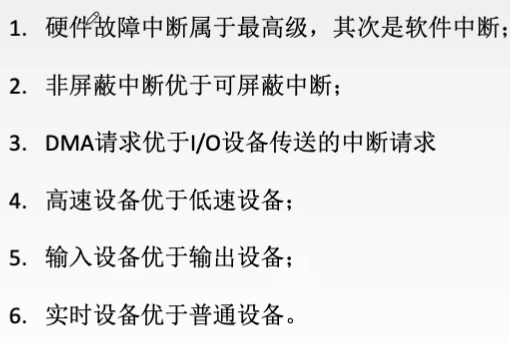 1. 硬件故障中断属于最高级，其次是软件中断；
2. 非屏蔽中断优于可屏蔽中断；
3. DMA请求优于I/O设备传送的中断请求
4. 高速设备优于低速设备；
5. 输入设备优于输出设备；
6. 实时设备优于普通设备。